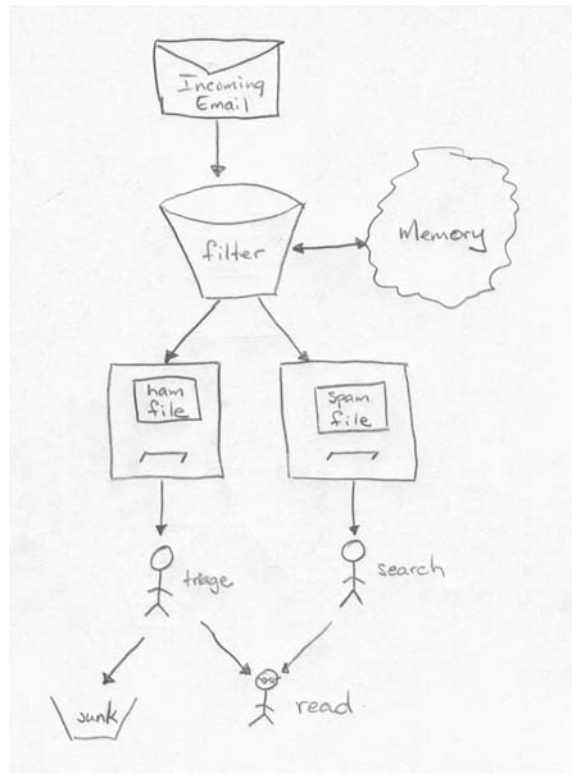 Incoming
Email
filter
Memory
ham
file
spam
file
triage
search
junk
read